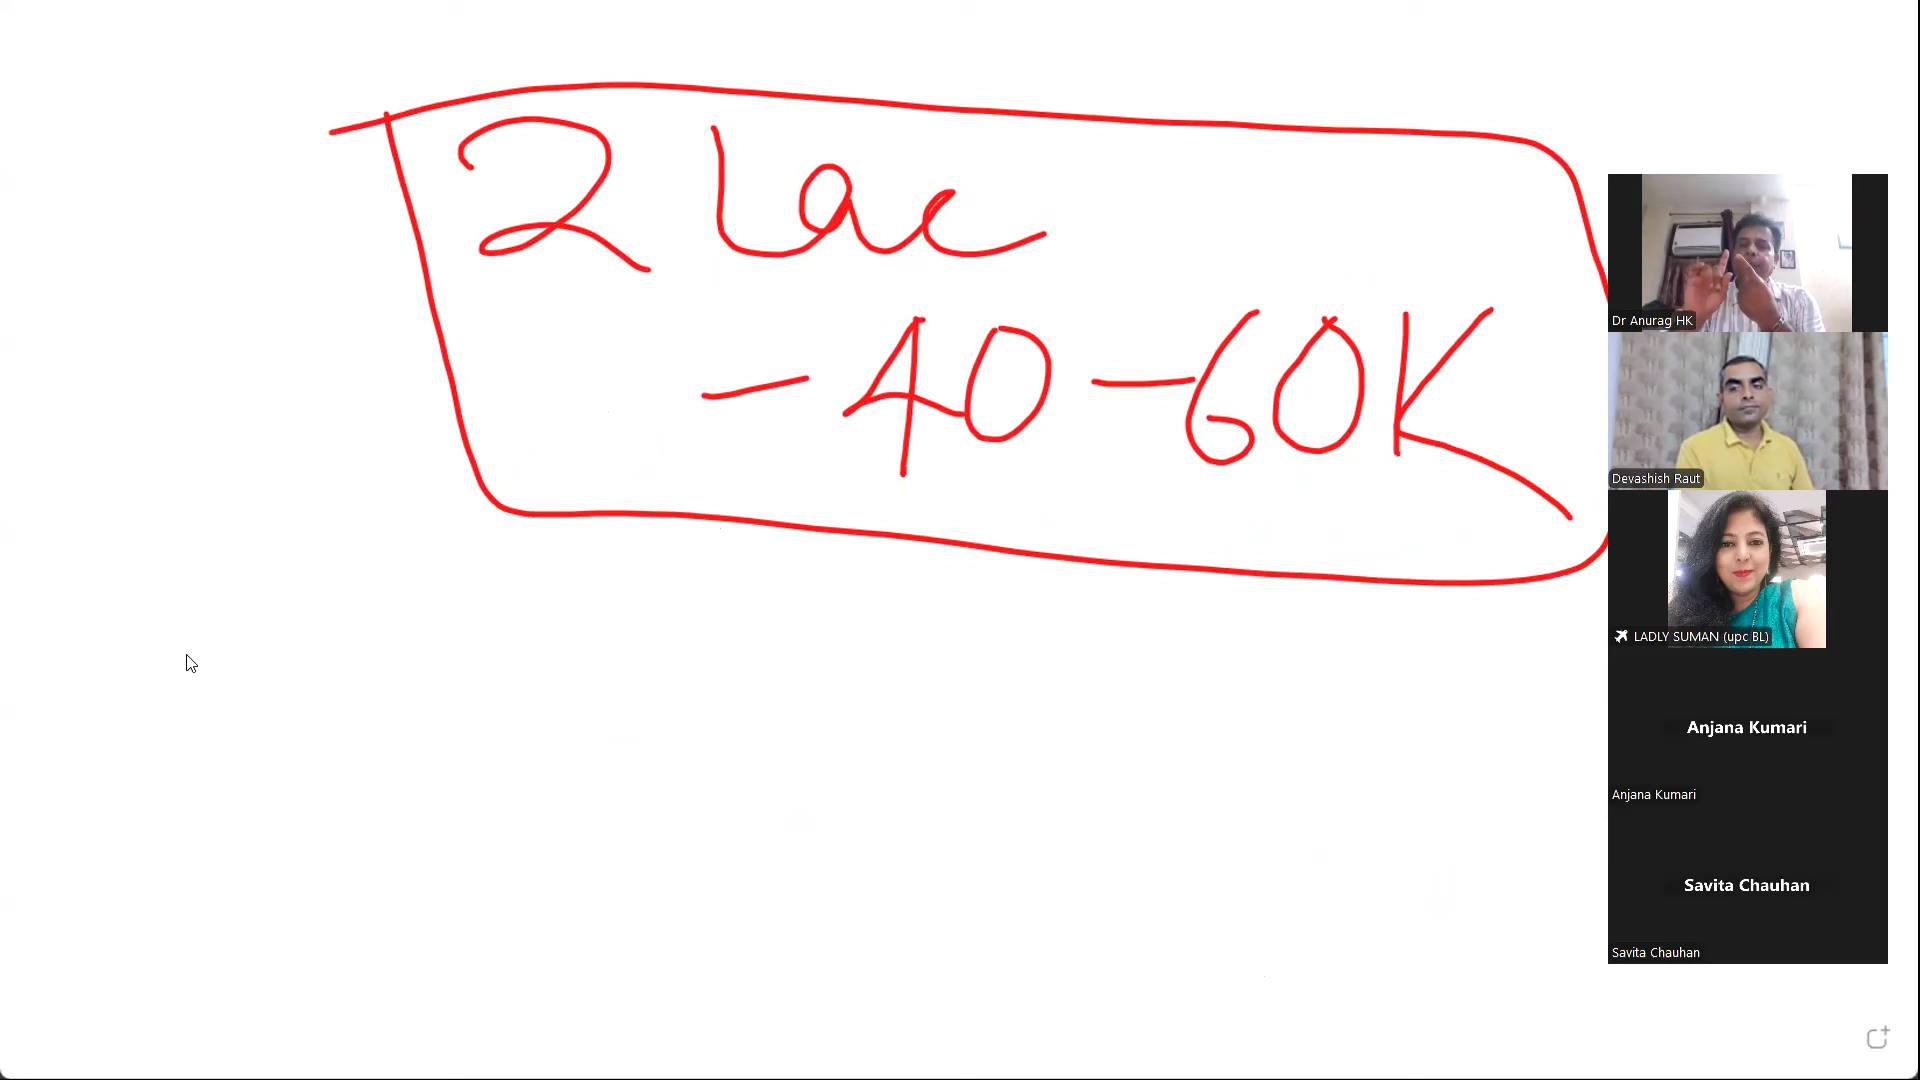 2 Lac
- 40 - 60K
Dr Anurag HK
Devashish Raut
LADLY SUMAN (upc BL)
Anjana Kumari
Anjana Kumari
Savita Chauhan
Savita Chauhan